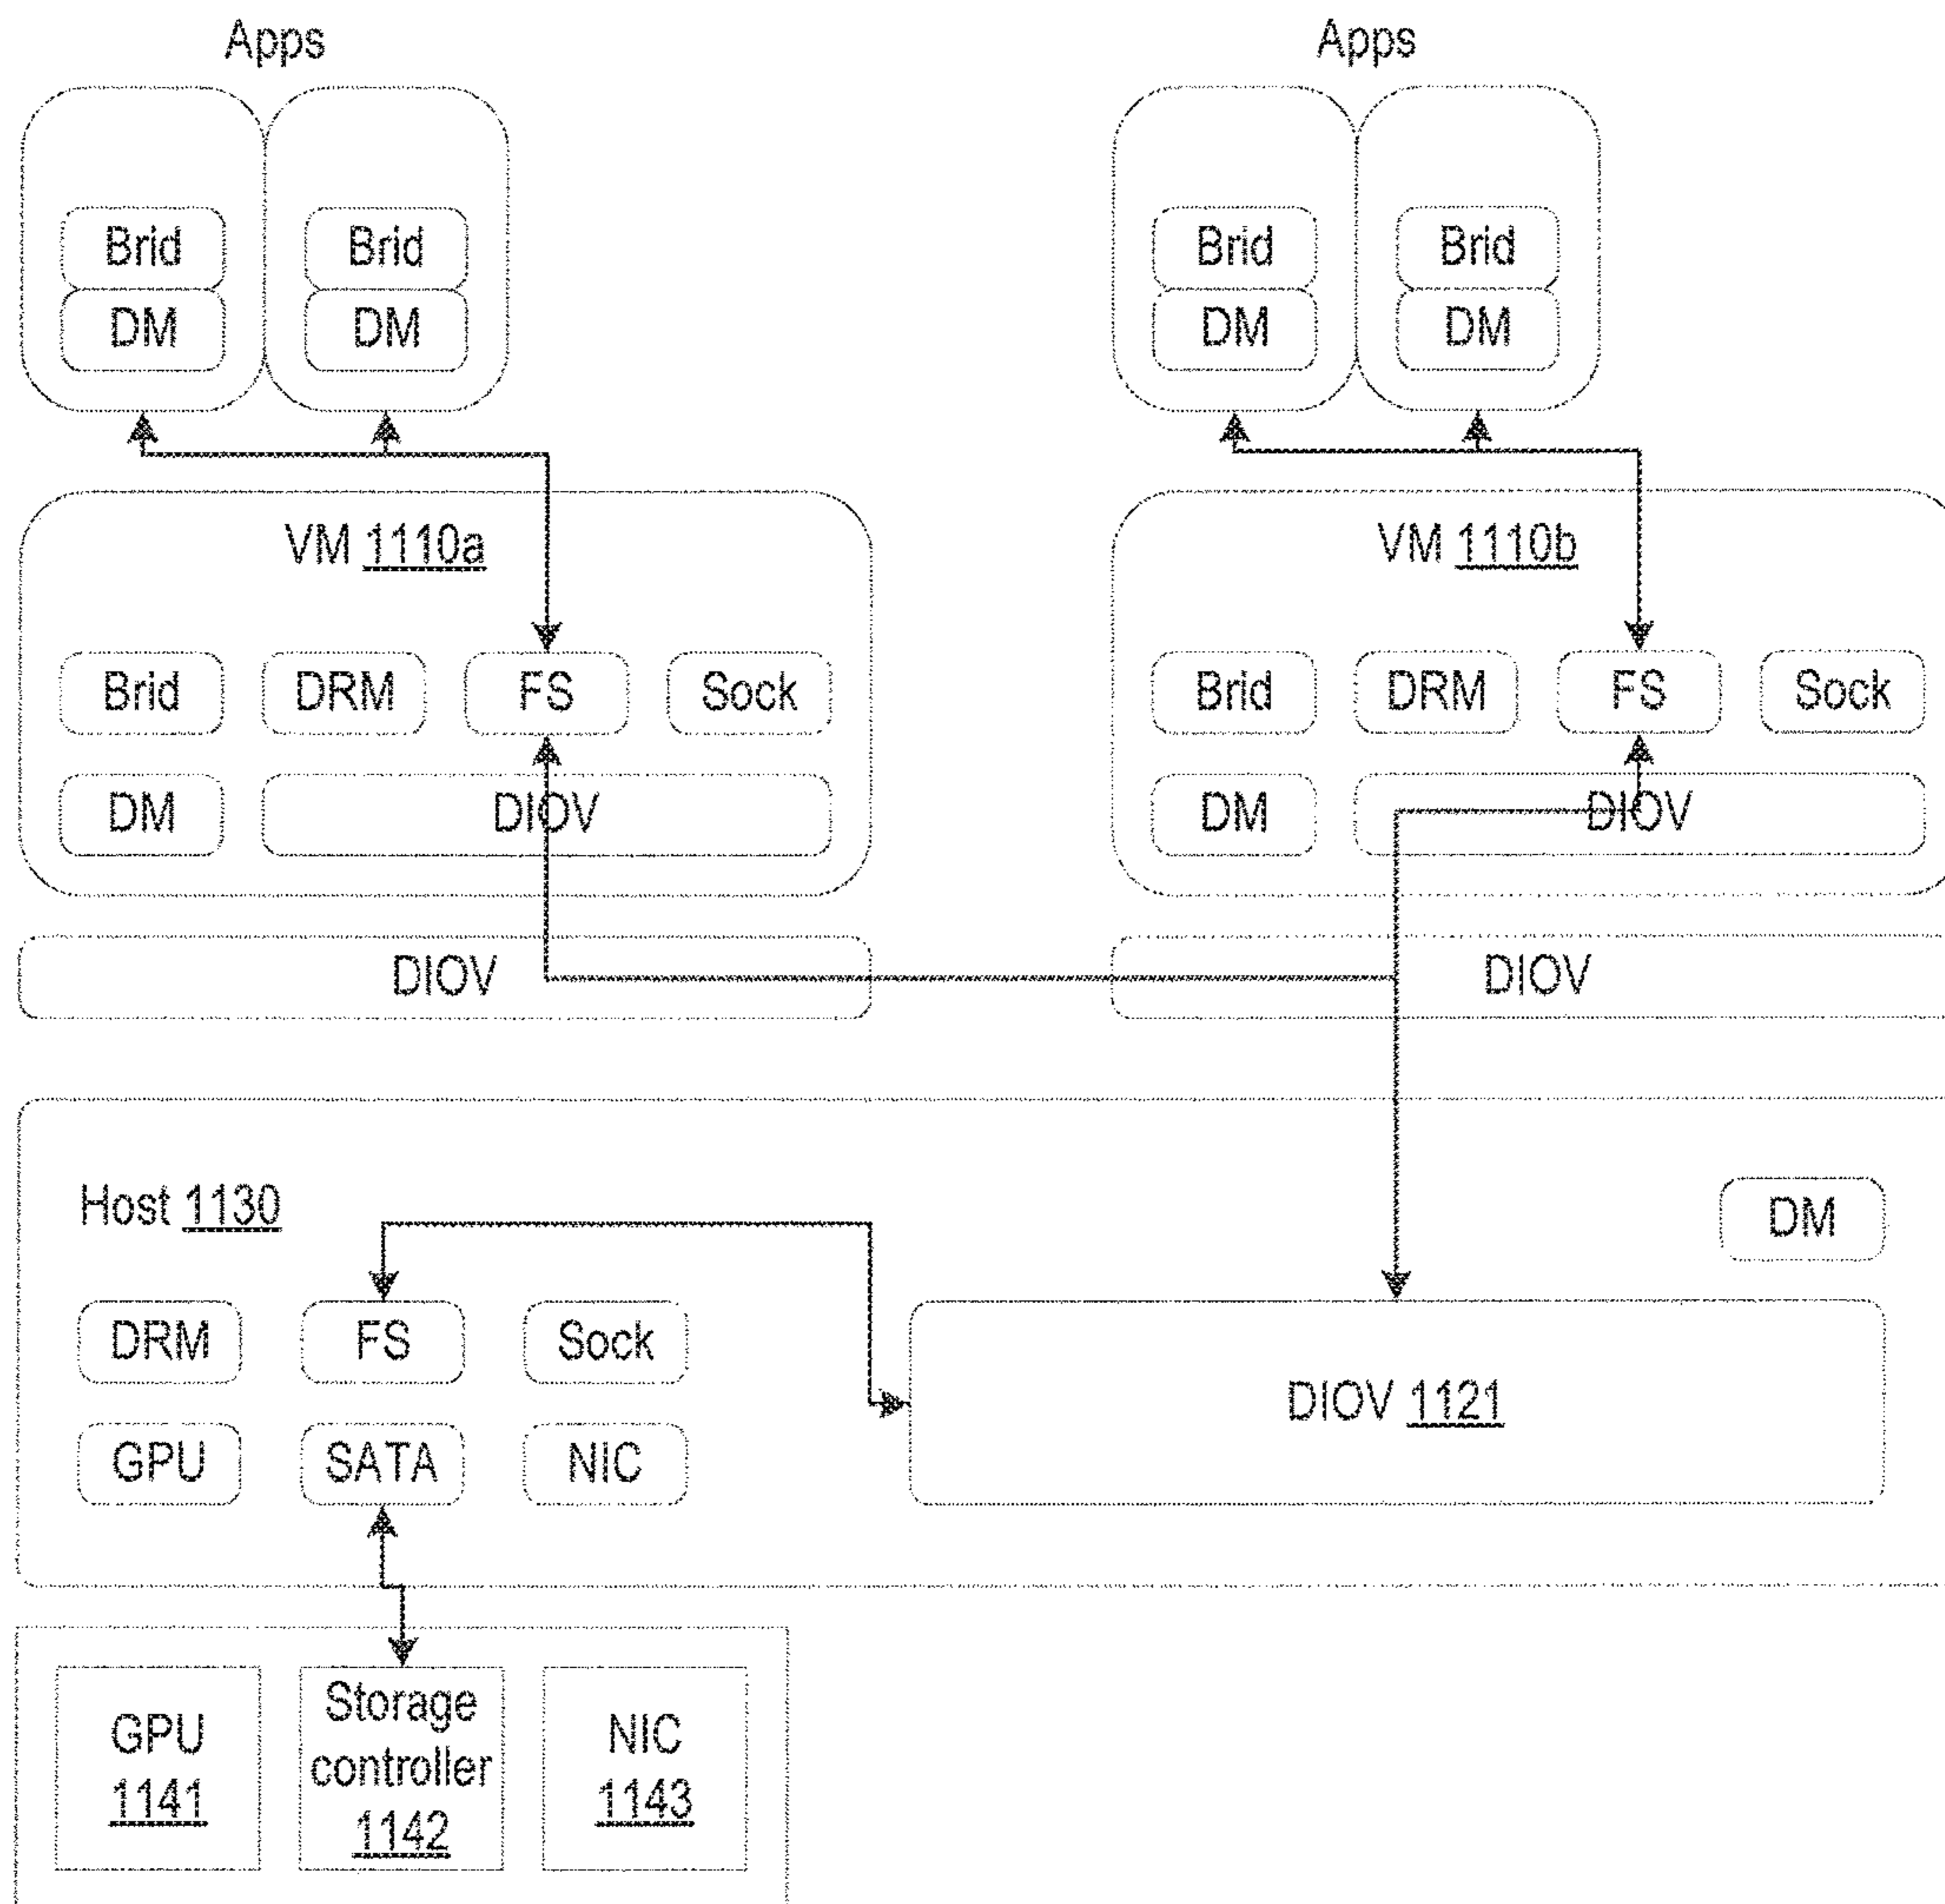 Apps
Apps
Brid
Brid
Brid
Brid
DM
DM
DM
DM
VM 1110a
VM 1110b
Brid
DRM
FS
Sock
Brid
DRM
FS
Sock
DM
DIOV
DM
DIOV
DIOV
DIOV
Host 1130
DM
DRM
FS
Sock
DIOV 1121
GPU
SATA
NIC
GPU
1141
Storage
controller
1142
NIC
1143